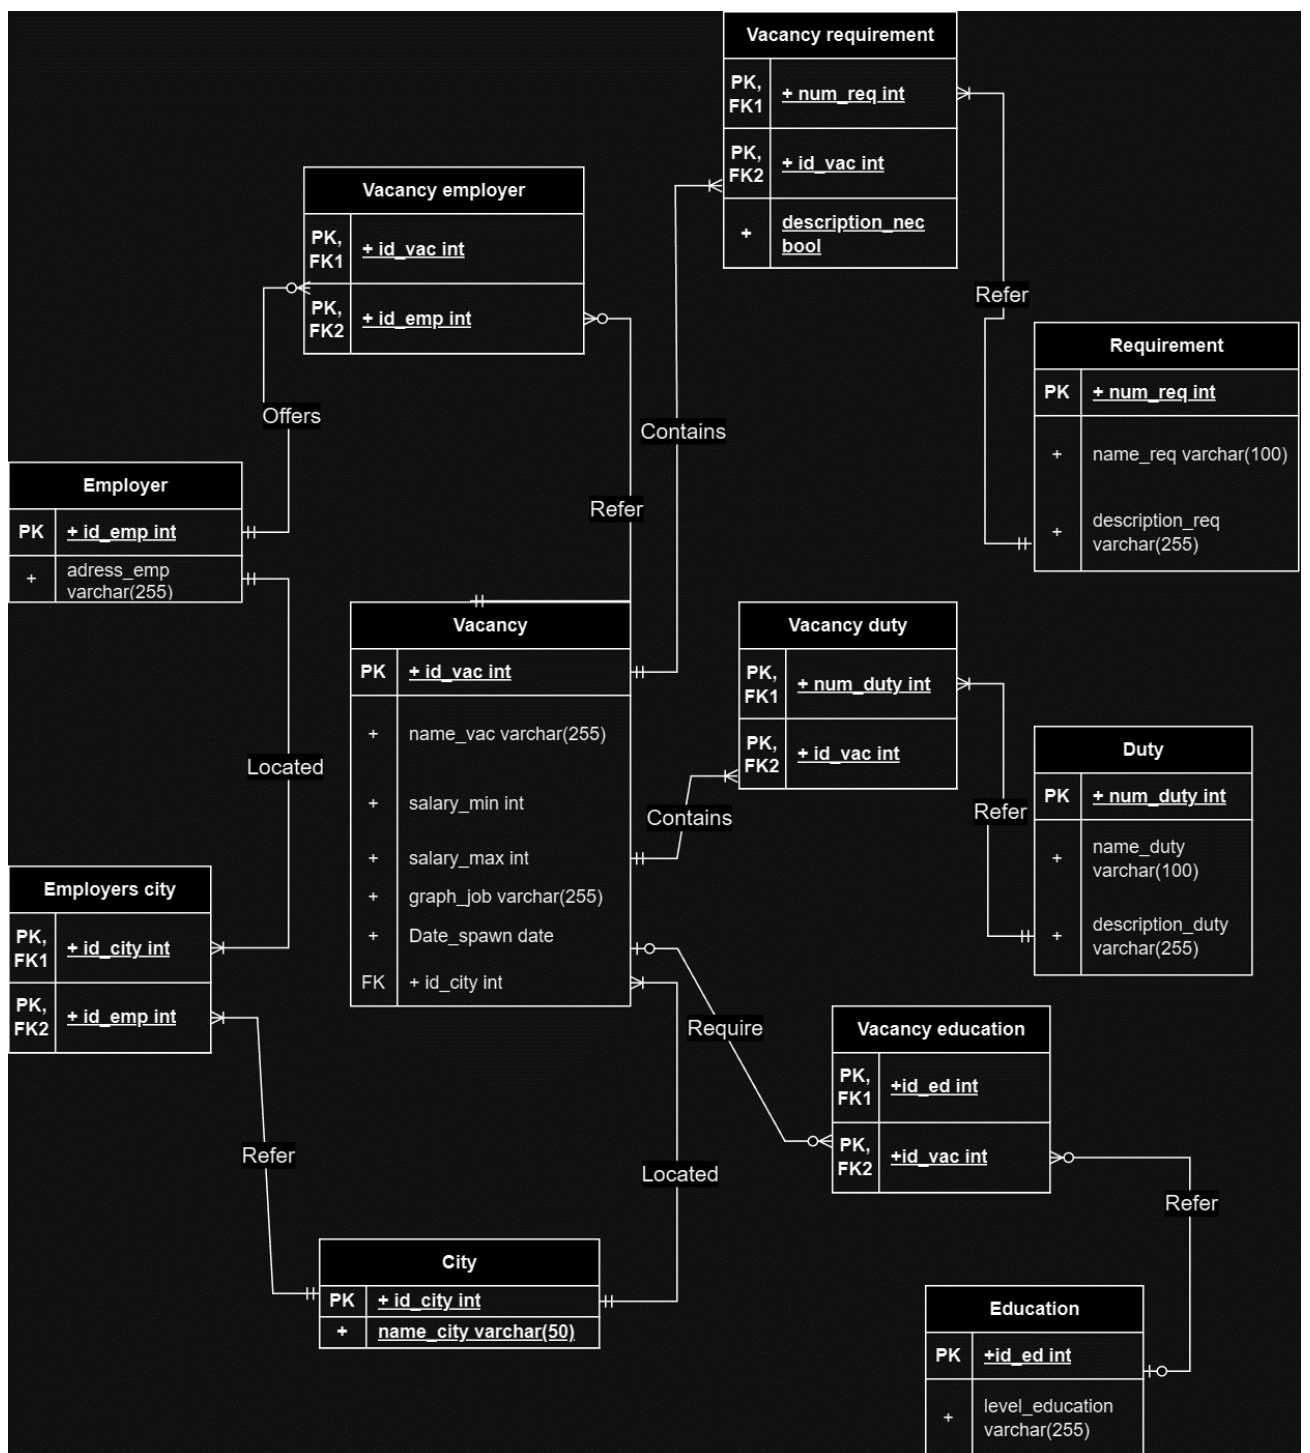 Vacancy requirement
PK, FK1 + num_req int
PK, FK2 + id_vac int
+ description_nec bool
Refer
Vacancy employer
PK, FK1 + id_vac int
PK, FK2 + id_emp int
Offers
Contains
Refer
Requirement
PK + num_req int
+ name_req varchar(100)
+ description_req varchar(255)
Employer
PK + id_emp int
+ adress_emp varchar(255)
Located
Vacancy
PK + id_vac int
+ name_vac varchar(255)
+ salary_min int
+ salary_max int
+ graph_job varchar(255)
+ Date_spawn date
FK + id_city int
Vacancy duty
PK, FK1 + num_duty int
PK, FK2 + id_vac int
Contains
Refer
Duty
PK + num_duty int
+ name_duty varchar(100)
+ description_duty varchar(255)
Employers city
PK, FK1 + id_city int
PK, FK2 + id_emp int
Refer
Require
Located
Vacancy education
PK, FK1 +id_ed int
PK, FK2 +id_vac int
Refer
City
PK + id_city int
+ name_city varchar(50)
Education
PK +id_ed int
+ level_education varchar(255)